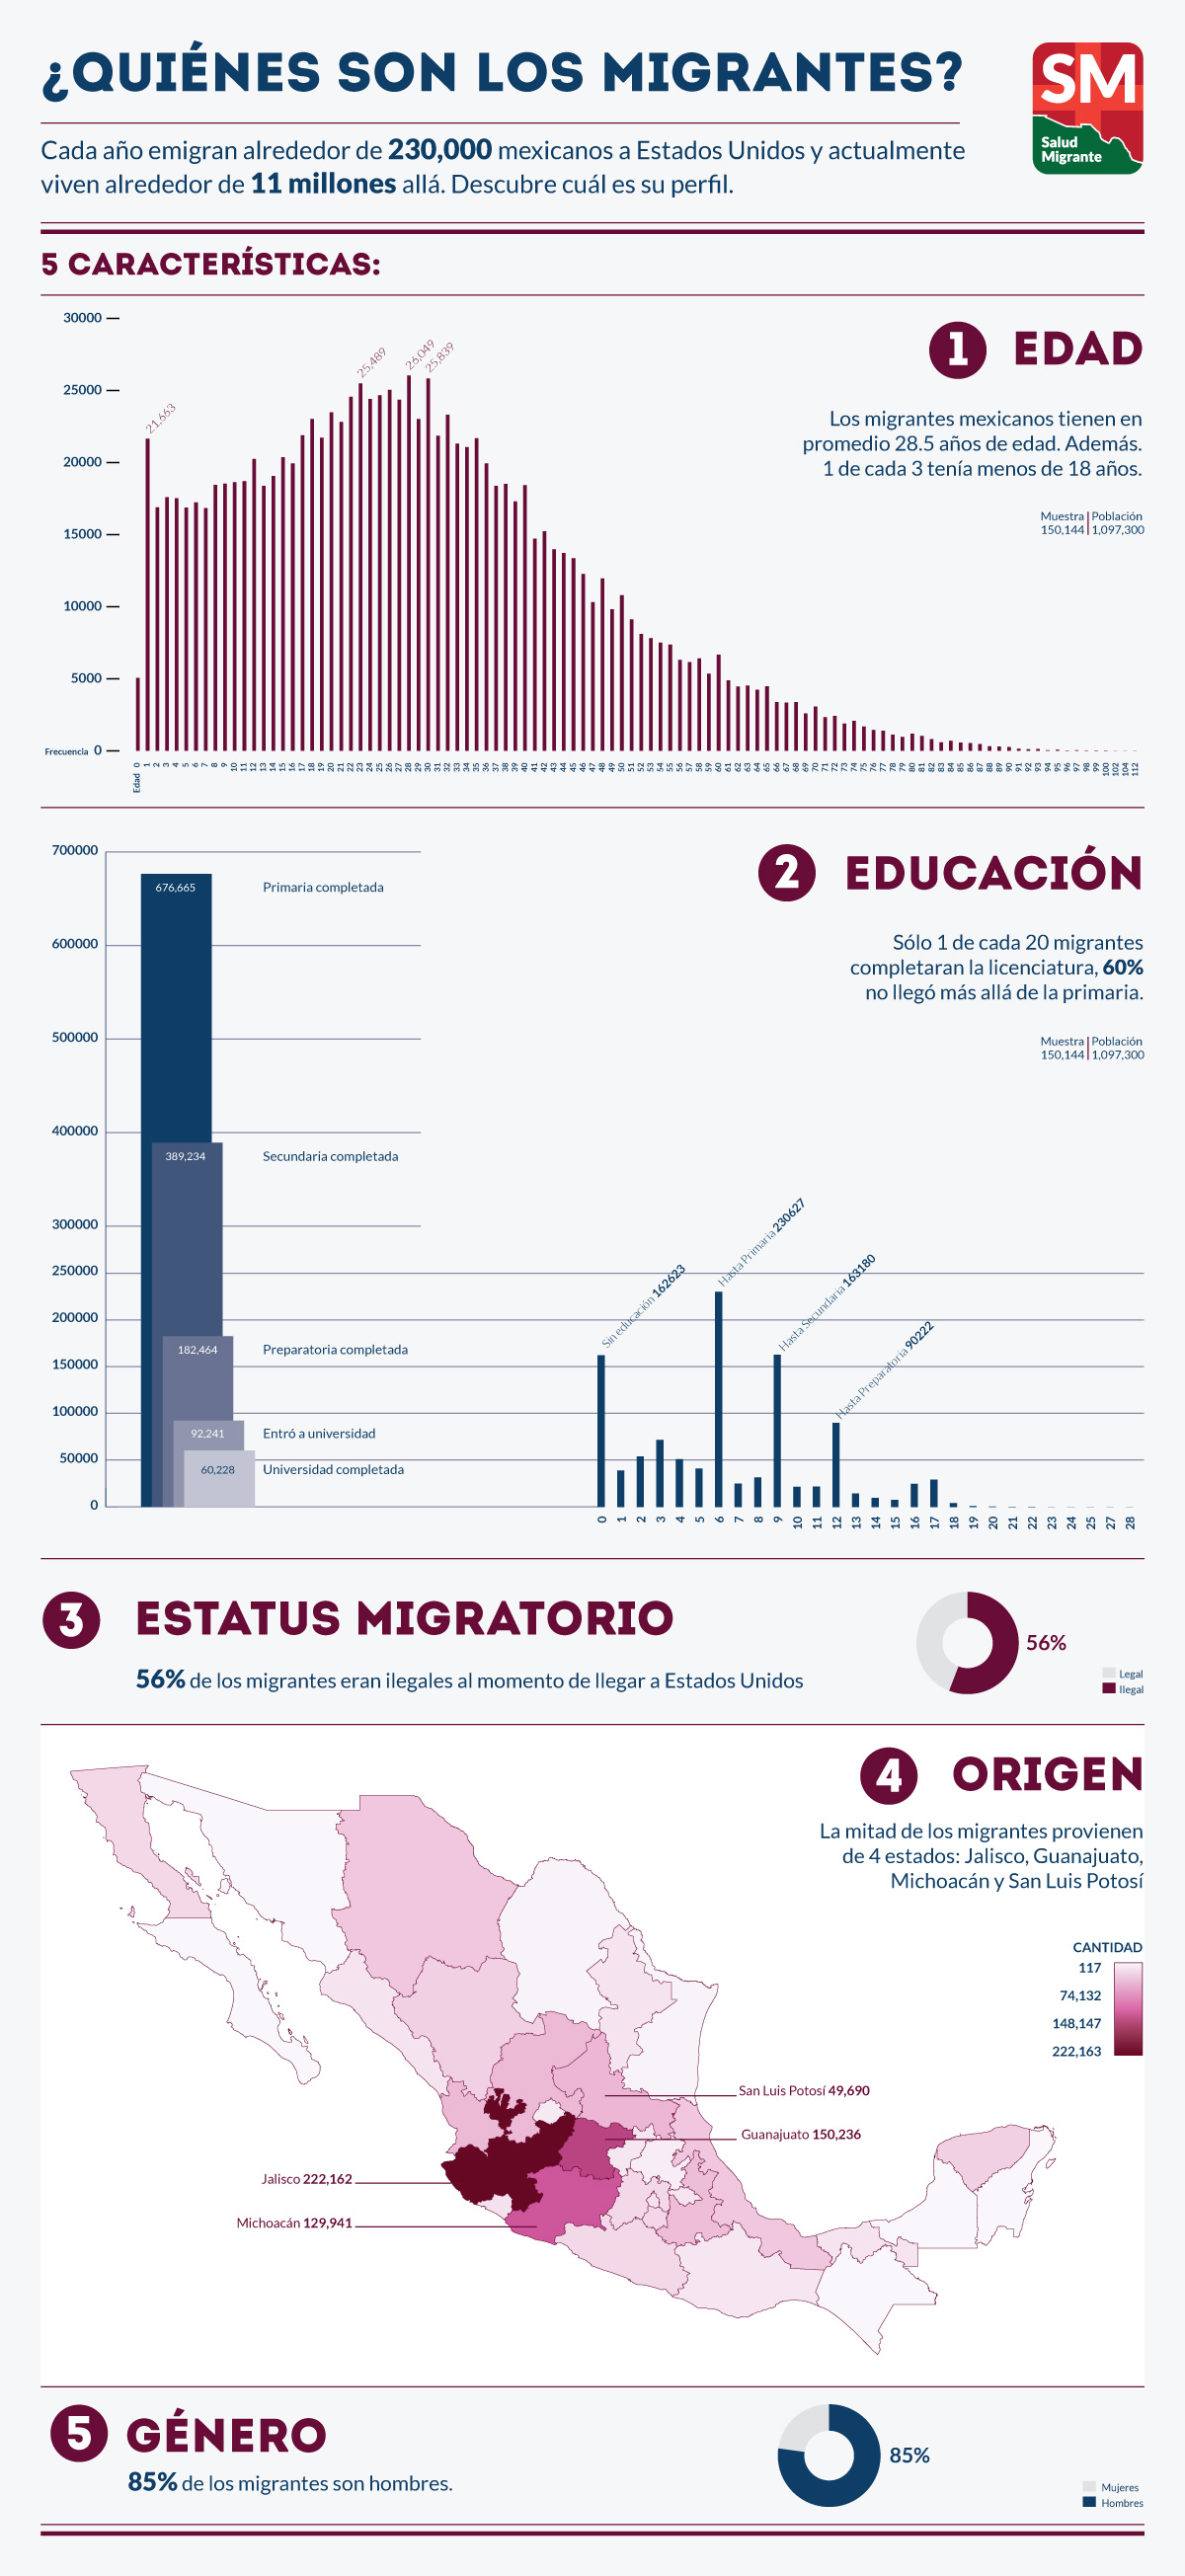 ¿QUIÉNES SON LOS MIGRANTES?
SM
Salud
Migrante
Cada año emigran alrededor de 230,000 mexicanos a Estados Unidos y actualmente
viven alrededor de 11 millones allá. Descubre cuál es su perfil.
5 CARACTERÍSTICAS:
1 EDAD
Los migrantes mexicanos tienen en
promedio 28.5 años de edad. Además.
1 de cada 3 tenía menos de 18 años.
Muestra Población
150,144 1,097,300
30000
25000
20000
15000
10000
5000
Frecuencia 0
21,663
25,489
26,049
25,839
Edad 0 1 2 3 4 5 6 7 8 9 10 11 12 13 14 15 16 17 18 19 20 21 22 23 24 25 26 27 28 29 30 31 32 33 34 35 36 37 38 39 40 41 42 43 44 45 46 47 48 49 50 51 52 53 54 55 56 57 58 59 60 61 62 63 64 65 66 67 68 69 70 71 72 73 74 75 76 77 78 79 80 81 82 83 84 85 86 87 88 89 90 91 92 93 94 95 96 97 98 99 100 102 104 112
2 EDUCACIÓN
Sólo 1 de cada 20 migrantes
completaran la licenciatura, 60%
no llegó más allá de la primaria.
Muestra Población
150,144 1,097,300
700000
600000
500000
400000
300000
250000
200000
150000
100000
50000
0
676,665 Primaria completada
389,234 Secundaria completada
182,464 Preparatoria completada
92,241 Entró a universidad
60,228 Universidad completada
Sin educación 162623
Hasta Primaria 230627
Hasta Secundaria 163180
Hasta Preparatoria 90222
0 1 2 3 4 5 6 7 8 9 10 11 12 13 14 15 16 17 18 19 20 21 22 23 24 25 27 28
3 ESTATUS MIGRATORIO
56% de los migrantes eran ilegales al momento de llegar a Estados Unidos
56%
Legal
Ilegal
4 ORIGEN
La mitad de los migrantes provienen
de 4 estados: Jalisco, Guanajuato,
Michoacán y San Luis Potosí
CANTIDAD
117
74,132
148,147
222,163
San Luis Potosí 49,690
Guanajuato 150,236
Jalisco 222,162
Michoacán 129,941
5 GÉNERO
85% de los migrantes son hombres.
85%
Mujeres
Hombres